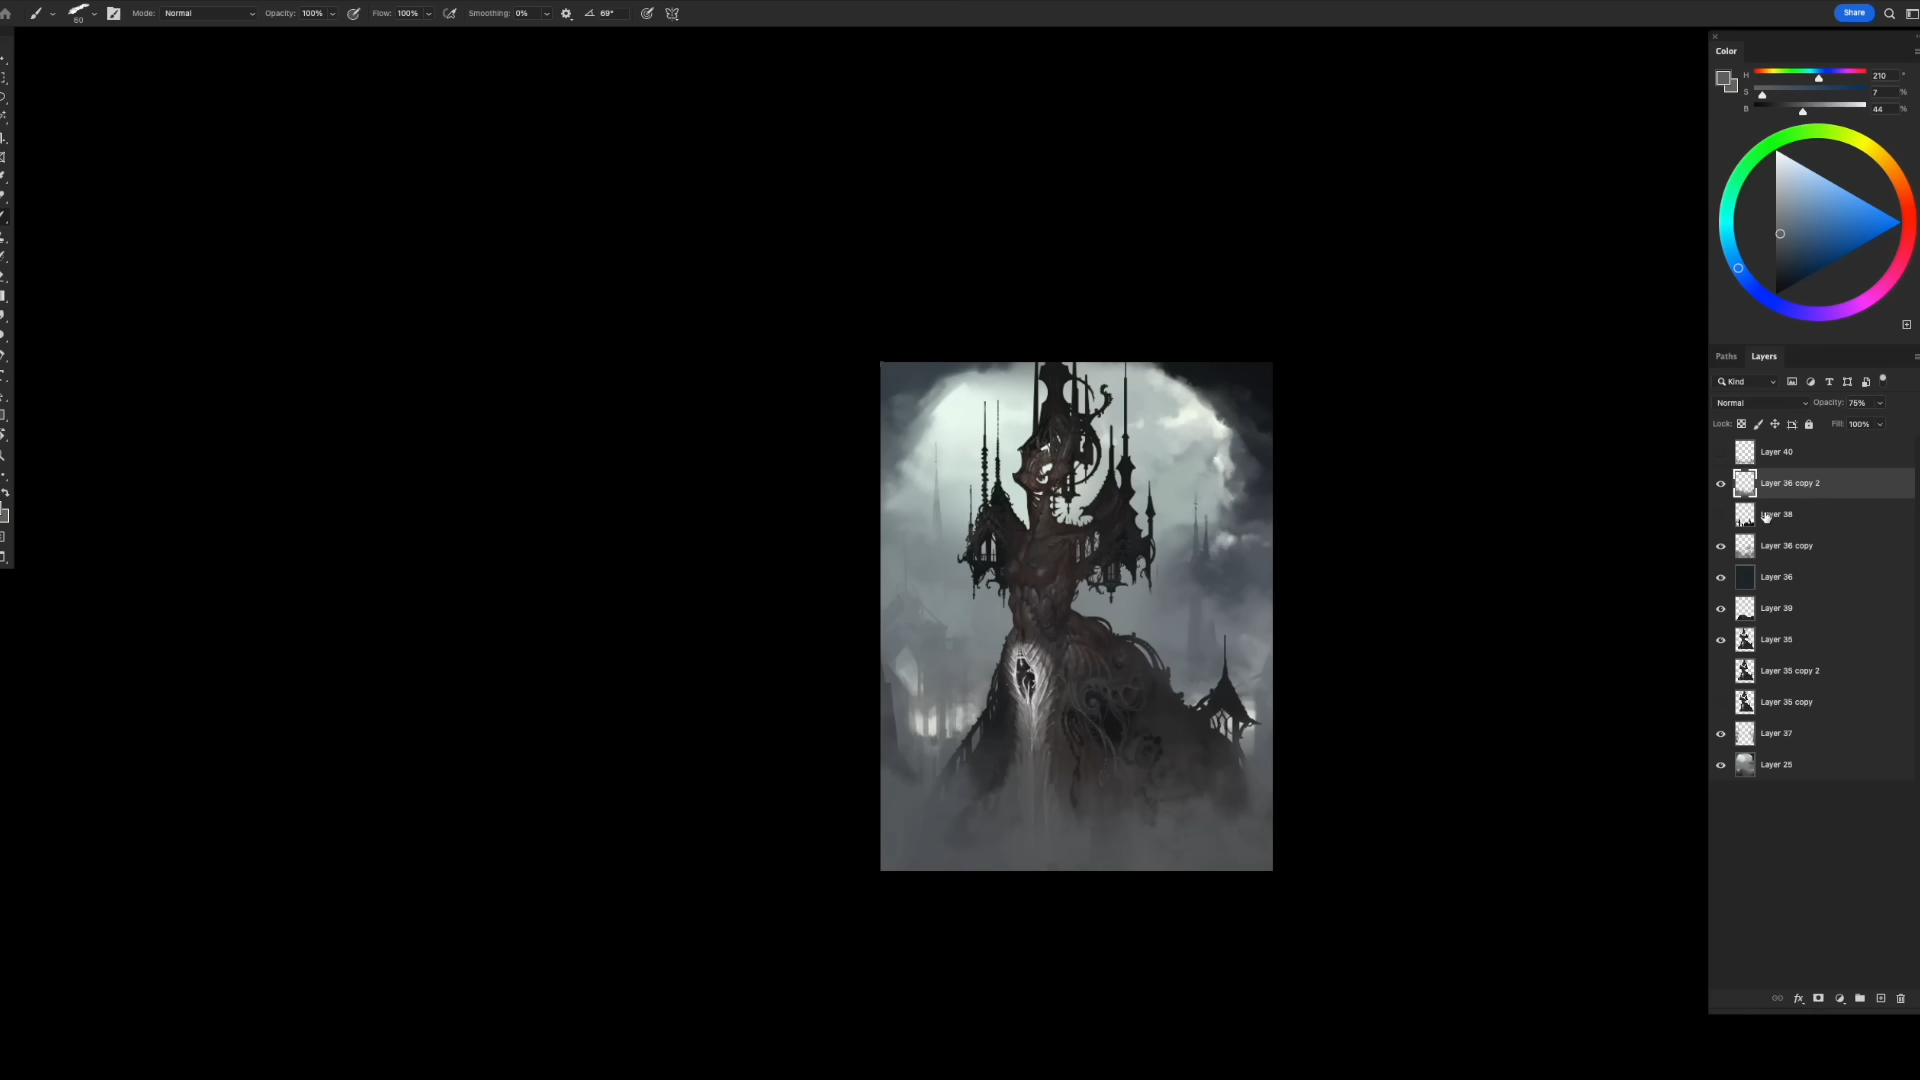 60 Mode: Normal Opacity: 100% Flow: 100% Smoothing: 0% 69° Share
Color
H 210 °
S 7 %
B 44 %
Paths Layers
Kind
Normal Opacity: 75%
Lock: Fill: 100%
Layer 40
Layer 36 copy 2
Layer 38
Layer 36 copy
Layer 36
Layer 39
Layer 35
Layer 35 copy 2
Layer 35 copy
Layer 37
Layer 25
fx